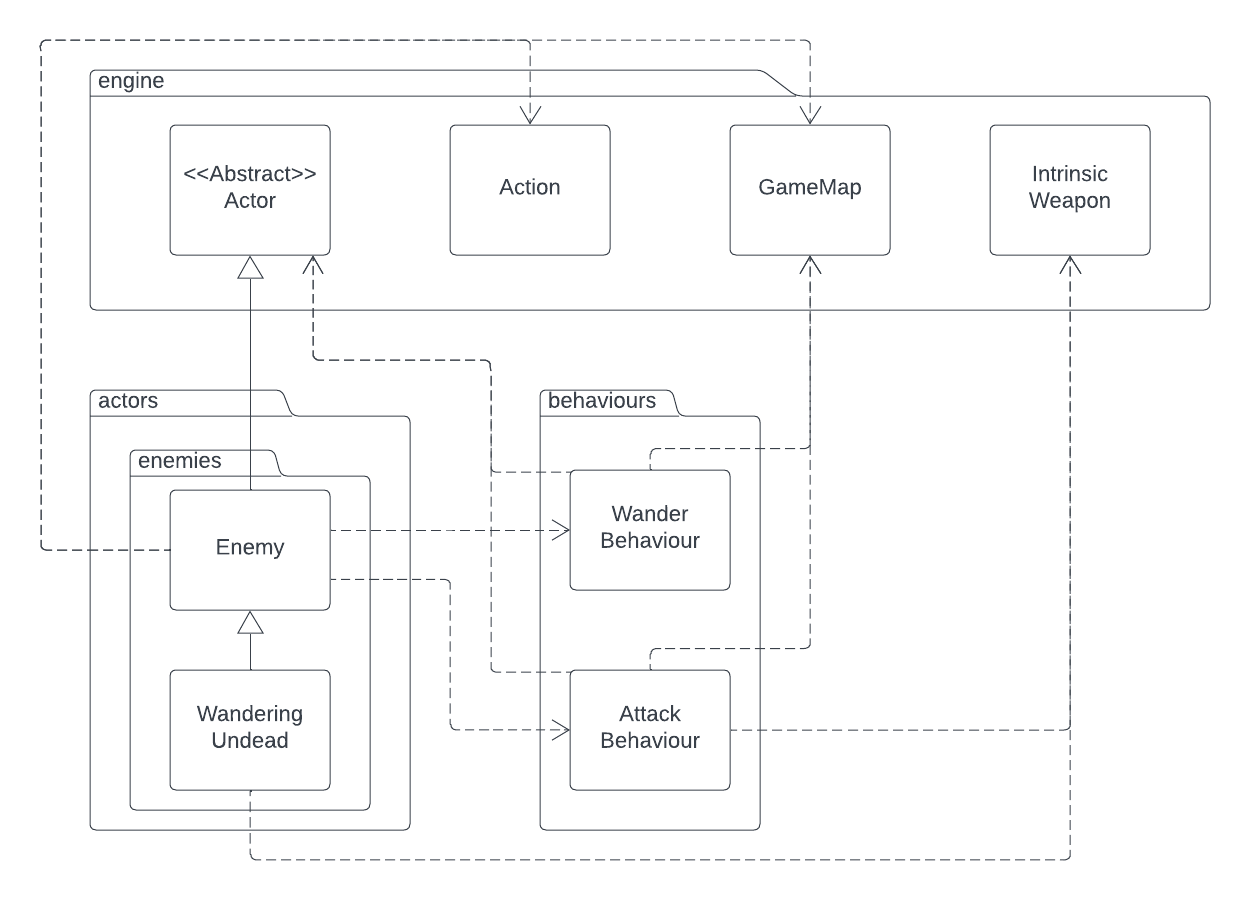 engine
<<Abstract>>
Actor
Action
GameMap
Intrinsic
Weapon
actors
enemies
Enemy
Wandering
Undead
behaviours
Wander
Behaviour
Attack
Behaviour